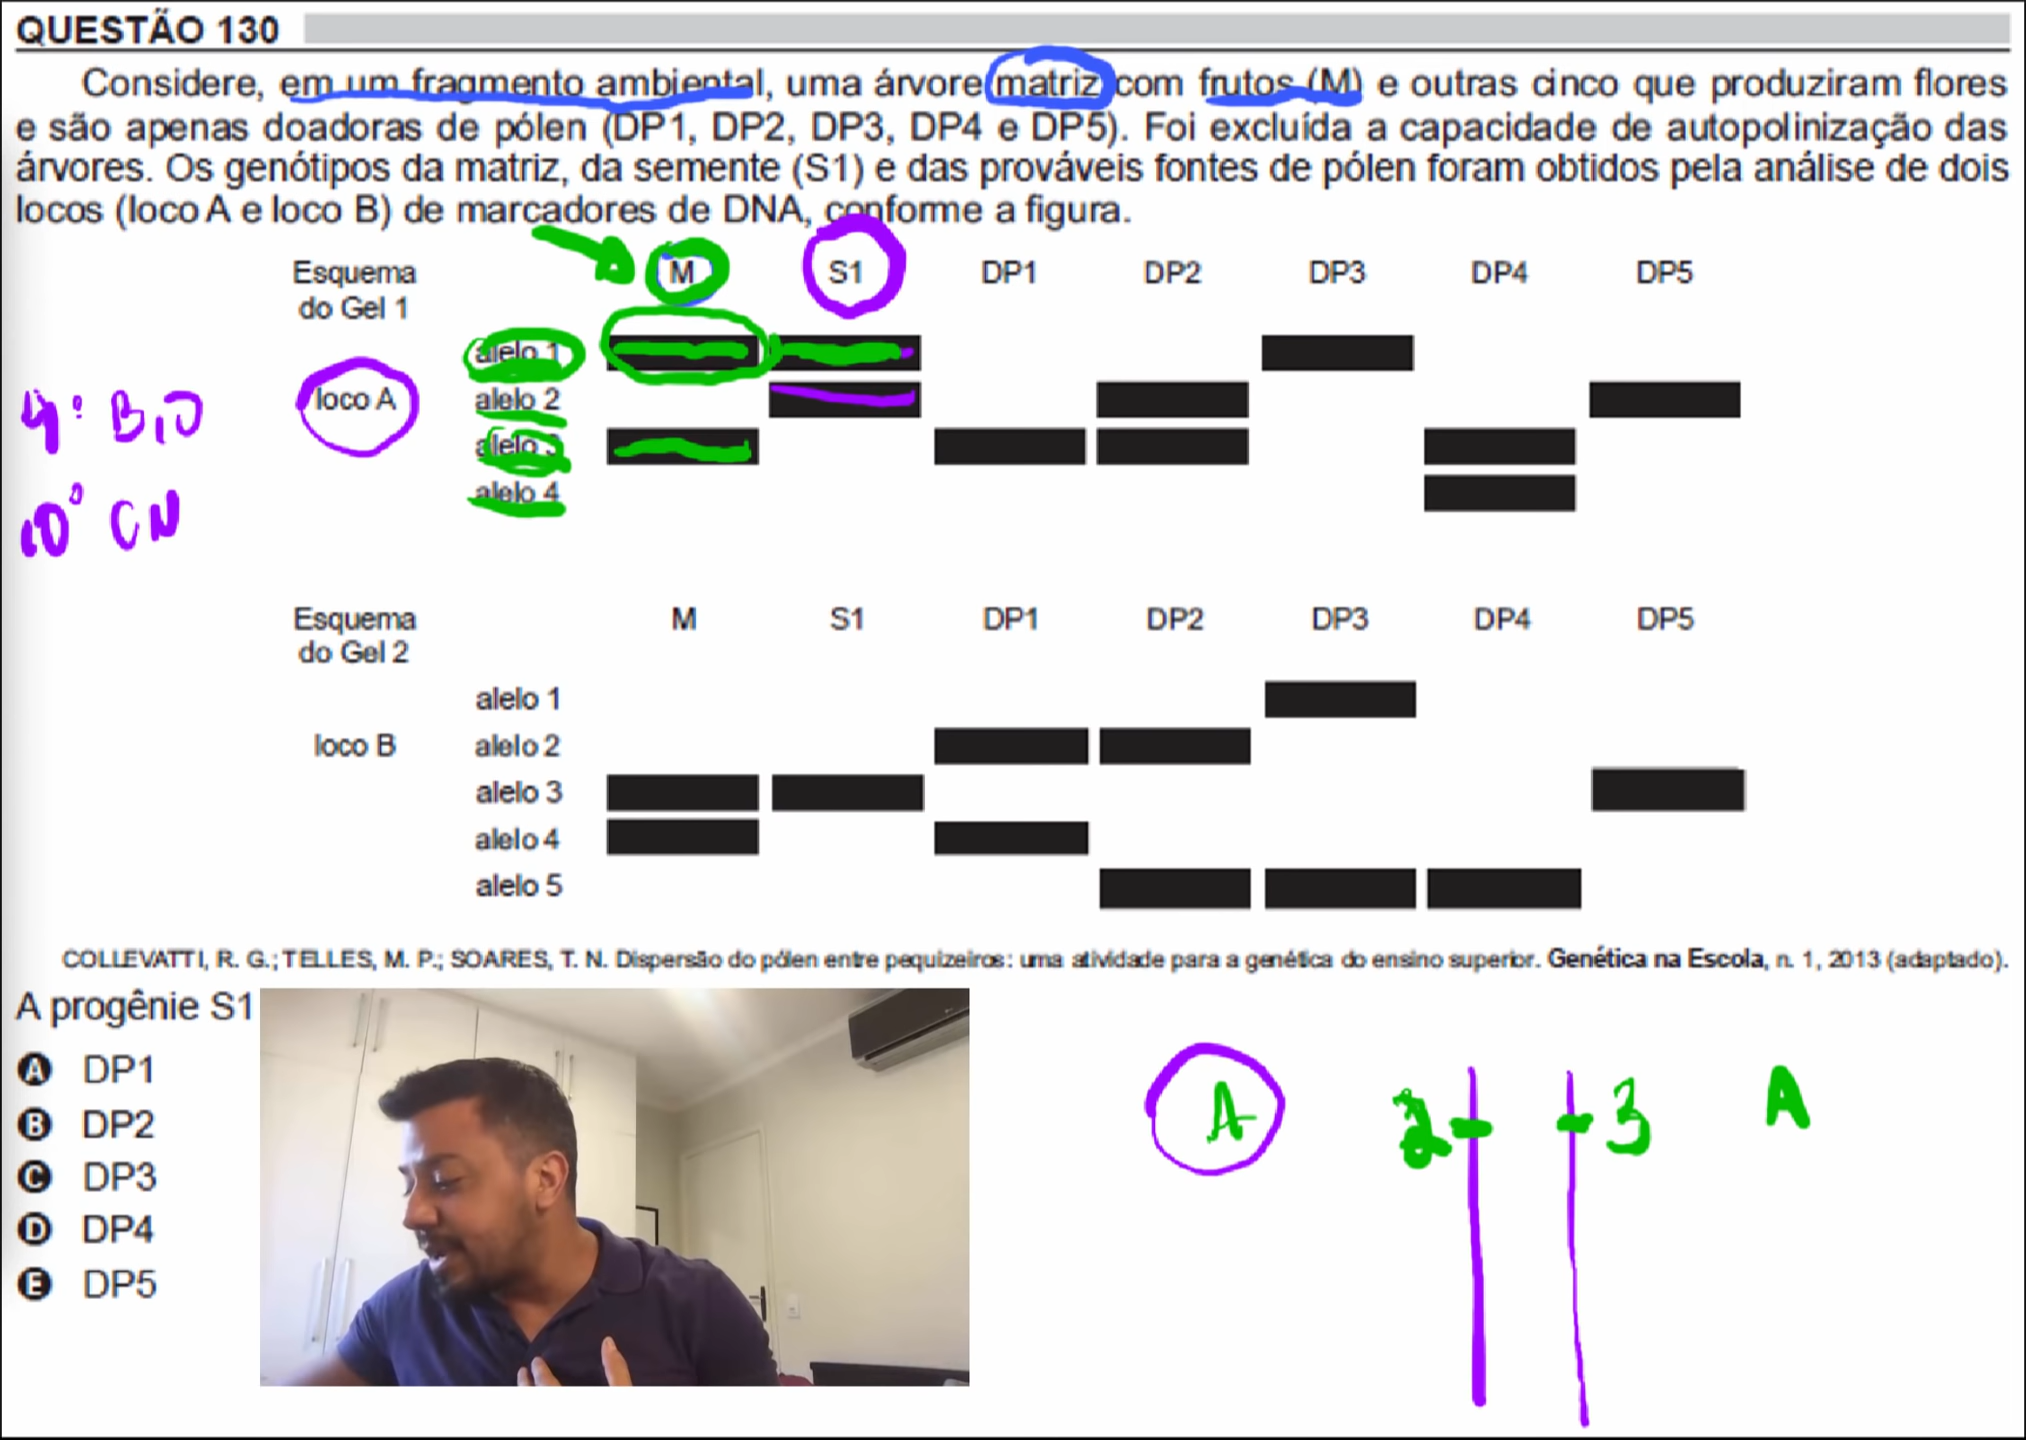 QUESTÃO 130
Considere, em um fragmento ambiental, uma árvore matriz com frutos (M) e outras cinco que produziram flores
e são apenas doadoras de pólen (DP1, DP2, DP3, DP4 e DP5). Foi excluída a capacidade de autopolinização das
árvores. Os genótipos da matriz, da semente (S1) e das prováveis fontes de pólen foram obtidos pela análise de dois
locos (loco A e loco B) de marcadores de DNA, conforme a figura.
Esquema M S1 DP1 DP2 DP3 DP4 DP5
do Gel 1
alelo 1
4ª BIO loco A alelo 2
alelo 3
10º CN alelo 4
Esquema M S1 DP1 DP2 DP3 DP4 DP5
do Gel 2
alelo 1
loco B alelo 2
alelo 3
alelo 4
alelo 5
COLLEVATTI, R. G.; TELLES, M. P.; SOARES, T. N. Dispersão do pólen entre pequizeiros: uma atividade para a genética do ensino superior. Genética na Escola, n. 1, 2013 (adaptado).
A progênie S1
A DP1
B DP2
C DP3
D DP4
E DP5
A 2 3 A